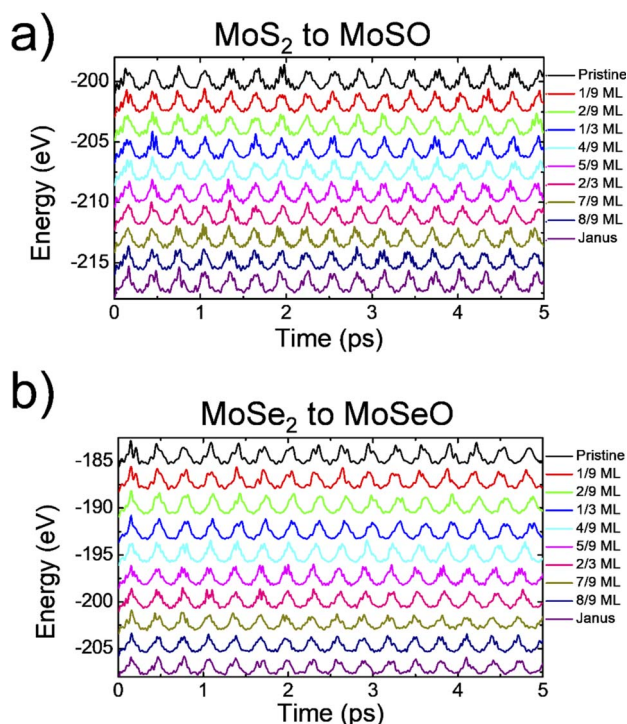 a)
MoS₂ to MoSO
Energy (eV)
-200
-205
-210
-215
0 1 2 3 4 5
Time (ps)
Pristine
1/9 ML
2/9 ML
1/3 ML
4/9 ML
5/9 ML
2/3 ML
7/9 ML
8/9 ML
Janus
b)
MoSe₂ to MoSeO
Energy (eV)
-185
-190
-195
-200
-205
0 1 2 3 4 5
Time (ps)
Pristine
1/9 ML
2/9 ML
1/3 ML
4/9 ML
5/9 ML
2/3 ML
7/9 ML
8/9 ML
Janus